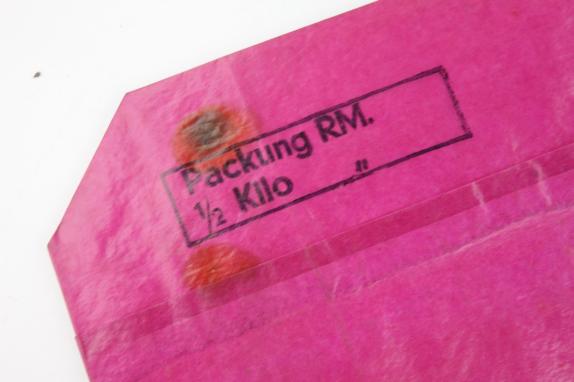 Packung RM.
½ Kilo "